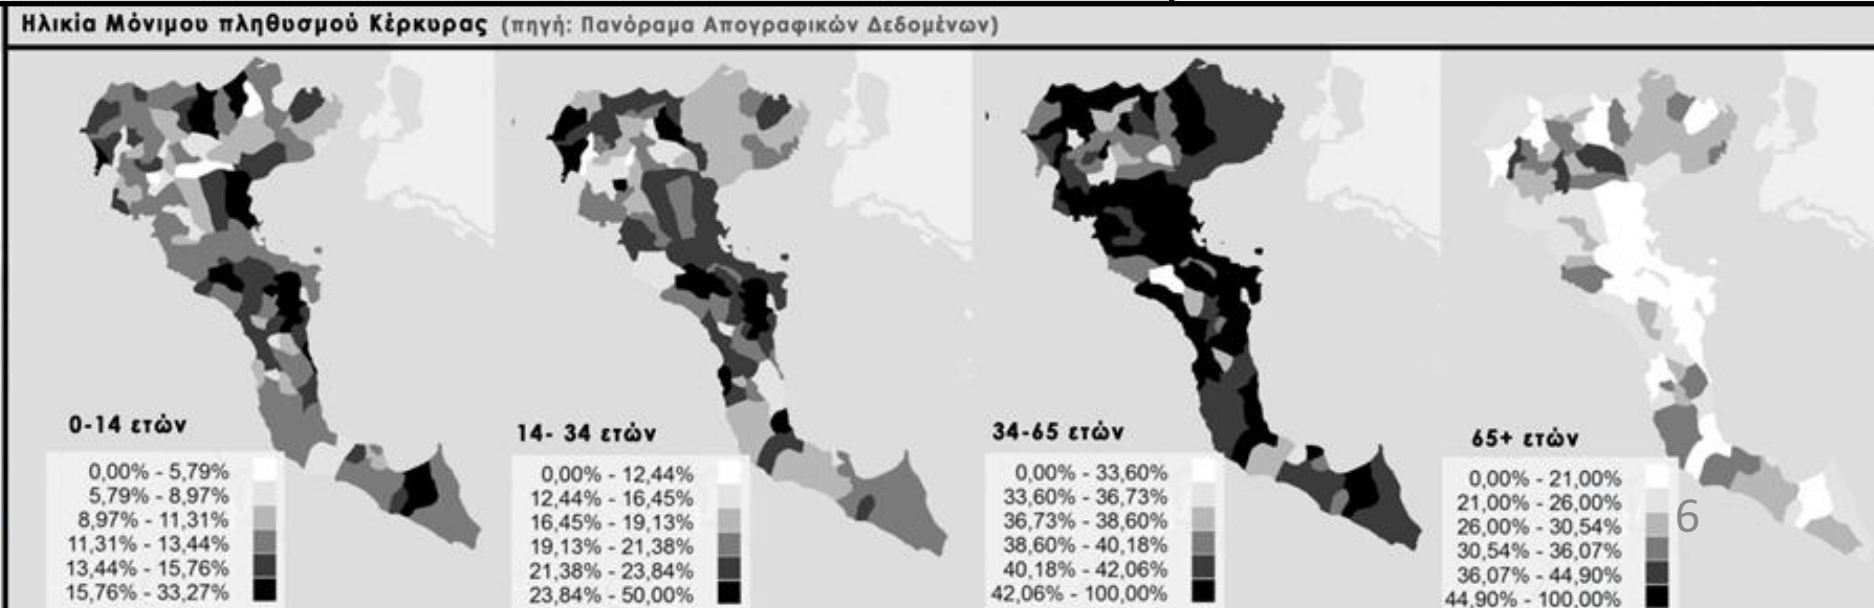 Ηλικία Μόνιμου πληθυσμού Κέρκυρας (πηγή: Πανόραμα Απογραφικών Δεδομένων)
0-14 ετών
0,00% - 5,79%
5,79% - 8,97%
8,97% - 11,31%
11,31% - 13,44%
13,44% - 15,76%
15,76% - 33,27%
14- 34 ετών
0,00% - 12,44%
12,44% - 16,45%
16,45% - 19,13%
19,13% - 21,38%
21,38% - 23,84%
23,84% - 50,00%
34-65 ετών
0,00% - 33,60%
33,60% - 36,73%
36,73% - 38,60%
38,60% - 40,18%
40,18% - 42,06%
42,06% - 100,00%
65+ ετών
0,00% - 21,00%
21,00% - 26,00%
26,00% - 30,54%
30,54% - 36,07%
36,07% - 44,90%
44,90% - 100,00%
6